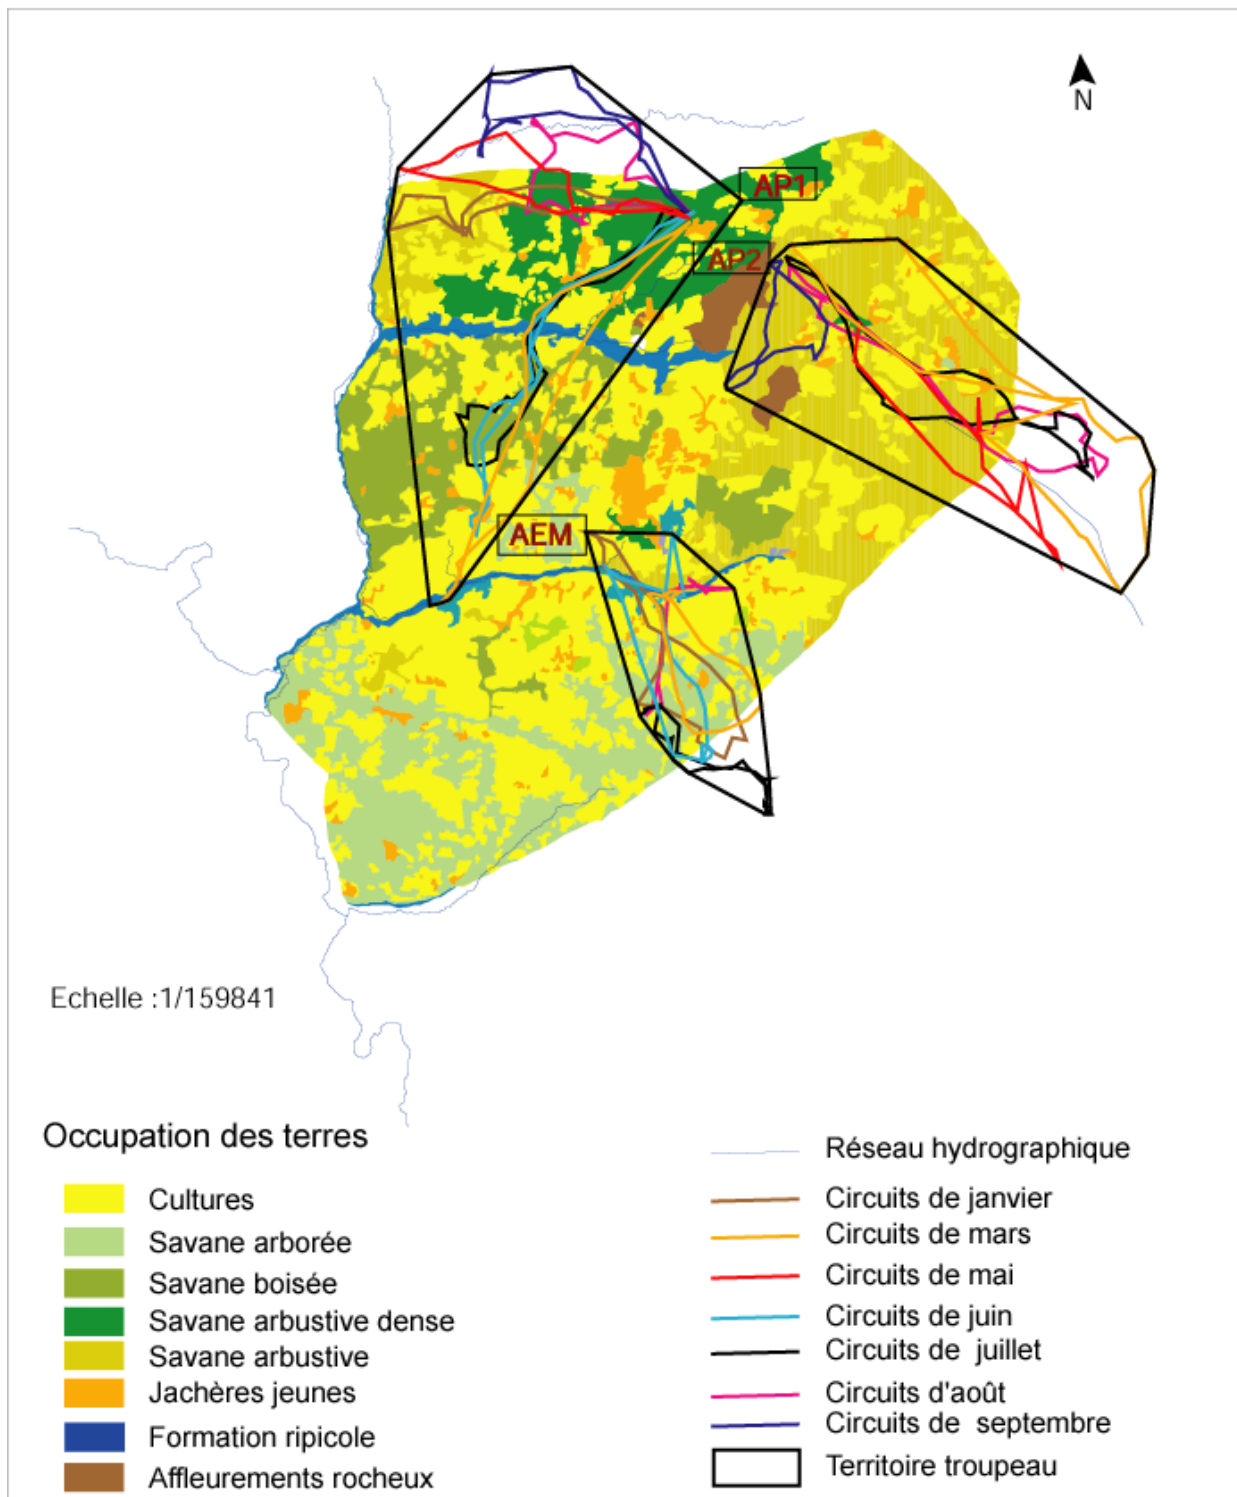 N
AP1
AP2
AEM
Echelle :1/159841
Occupation des terres
Cultures
Savane arborée
Savane boisée
Savane arbustive dense
Savane arbustive
Jachères jeunes
Formation ripicole
Affleurements rocheux
Réseau hydrographique
Circuits de janvier
Circuits de mars
Circuits de mai
Circuits de juin
Circuits de juillet
Circuits d'août
Circuits de septembre
Territoire troupeau